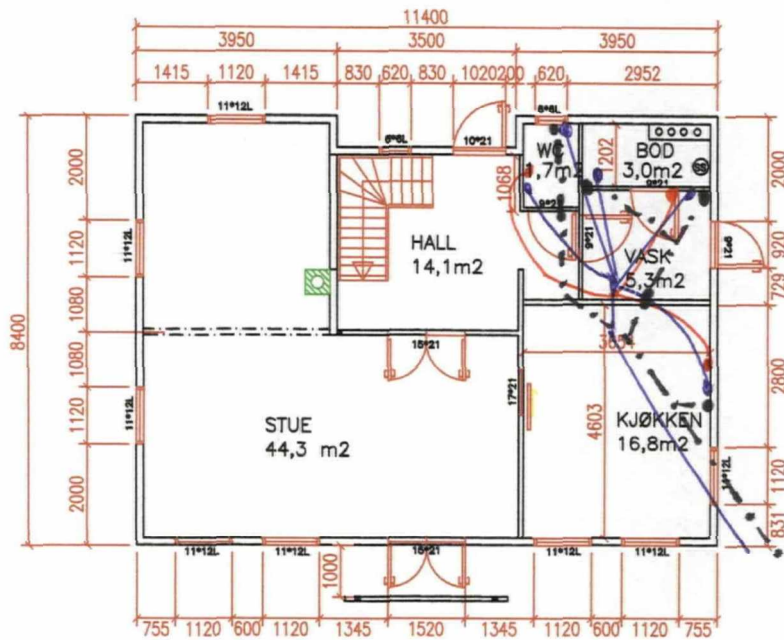 11400
3950 3500 3950
1415 1120 1415 830 620 830 1020 200 620 2952
11*12L
6*6L
10*21
6*6L
2000
1120
1080
1080
1120
2000
8400
11*12L
11*12L
WC
1,7m2
1068
1202
BOD
3,0m2
9*21
9*21
9*21
HALL
14,1m2
VASK
5,3m2
9*21
2000
920
729
2800
1120
831
15*21
17*21
3634
4603
STUE
44,3 m2
KJØKKEN
16,8m2
14*12L
11*12L 11*12L 15*21 11*12L 11*12L
1000
755 1120 600 1120 1345 1520 1345 1120 600 1120 755